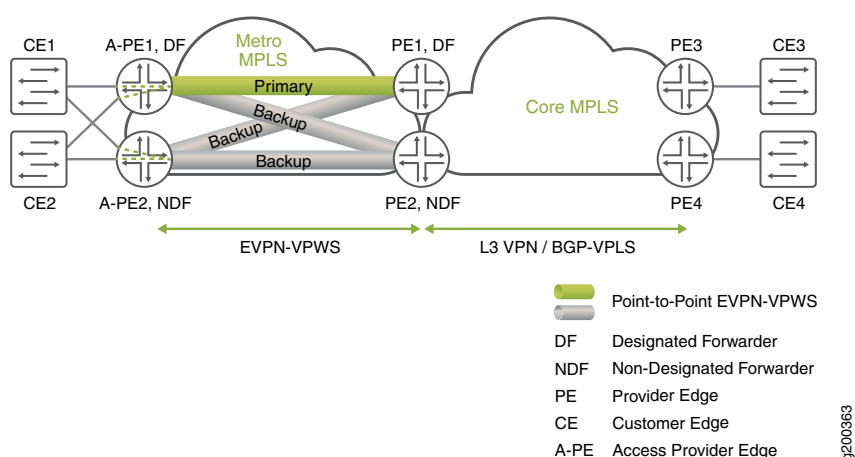 CE1
A-PE1, DF
Metro
MPLS
PE1, DF
PE3
CE3
Primary
Backup
Backup
Core MPLS
Backup
CE2
A-PE2, NDF
PE2, NDF
PE4
CE4
EVPN-VPWS
L3 VPN / BGP-VPLS
Point-to-Point EVPN-VPWS
DF Designated Forwarder
NDF Non-Designated Forwarder
PE Provider Edge
CE Customer Edge
A-PE Access Provider Edge
g200363